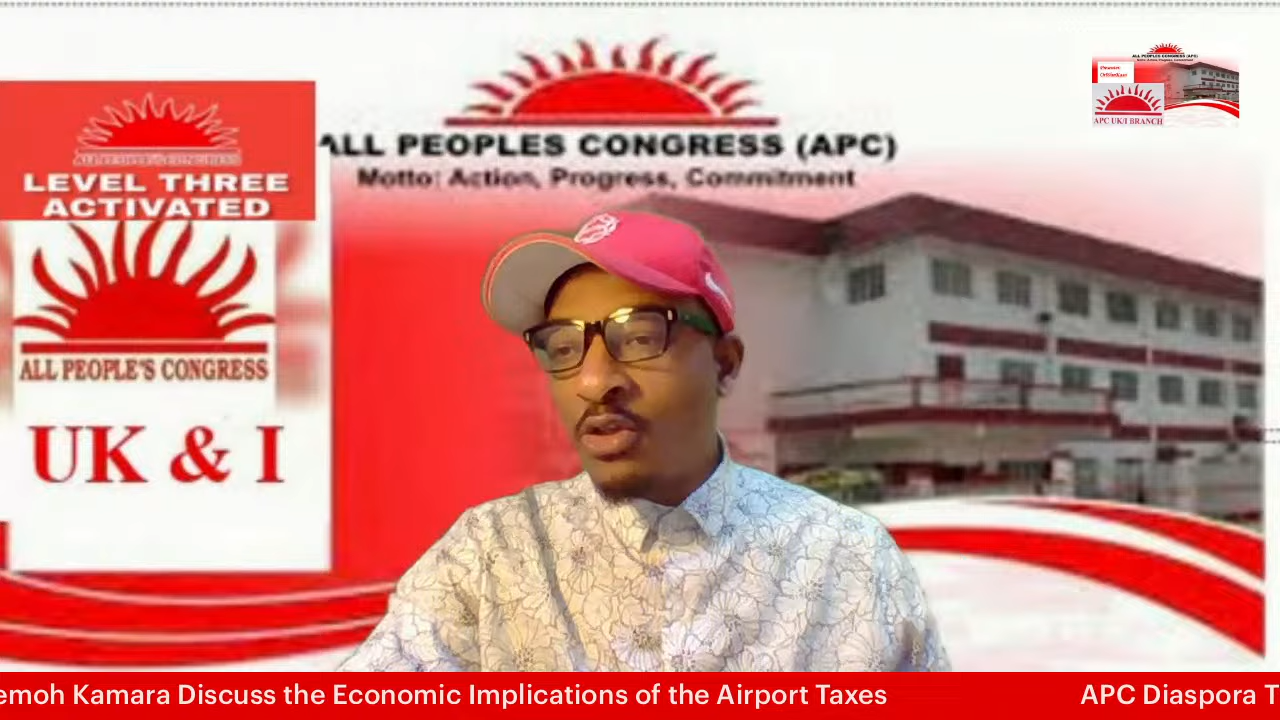 ALL PEOPLES CONGRESS (APC)
Motto: Action, Progress, Commitment
LEVEL THREE
ACTIVATED
ALL PEOPLE'S CONGRESS
UK & I
APC UK/I BRANCH
emoh Kamara Discuss the Economic Implications of the Airport Taxes
APC Diaspora T